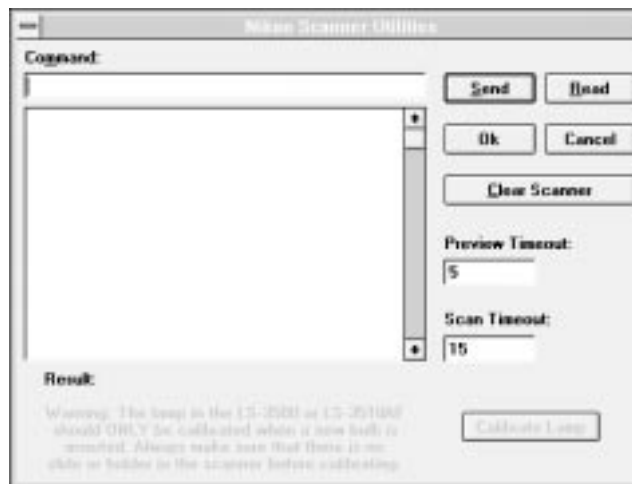 Nikon Scanner Utilities
Command:
Send
Read
Ok
Cancel
Clear Scanner
Preview Timeout:
5
Scan Timeout:
15
Result:
Warning: The lamp in the LS-3500 or LS-3510AF
should ONLY be calibrated when a new bulb is
inserted. Always make sure that there is no
slide or holder in the scanner before calibrating.
Calibrate Lamp